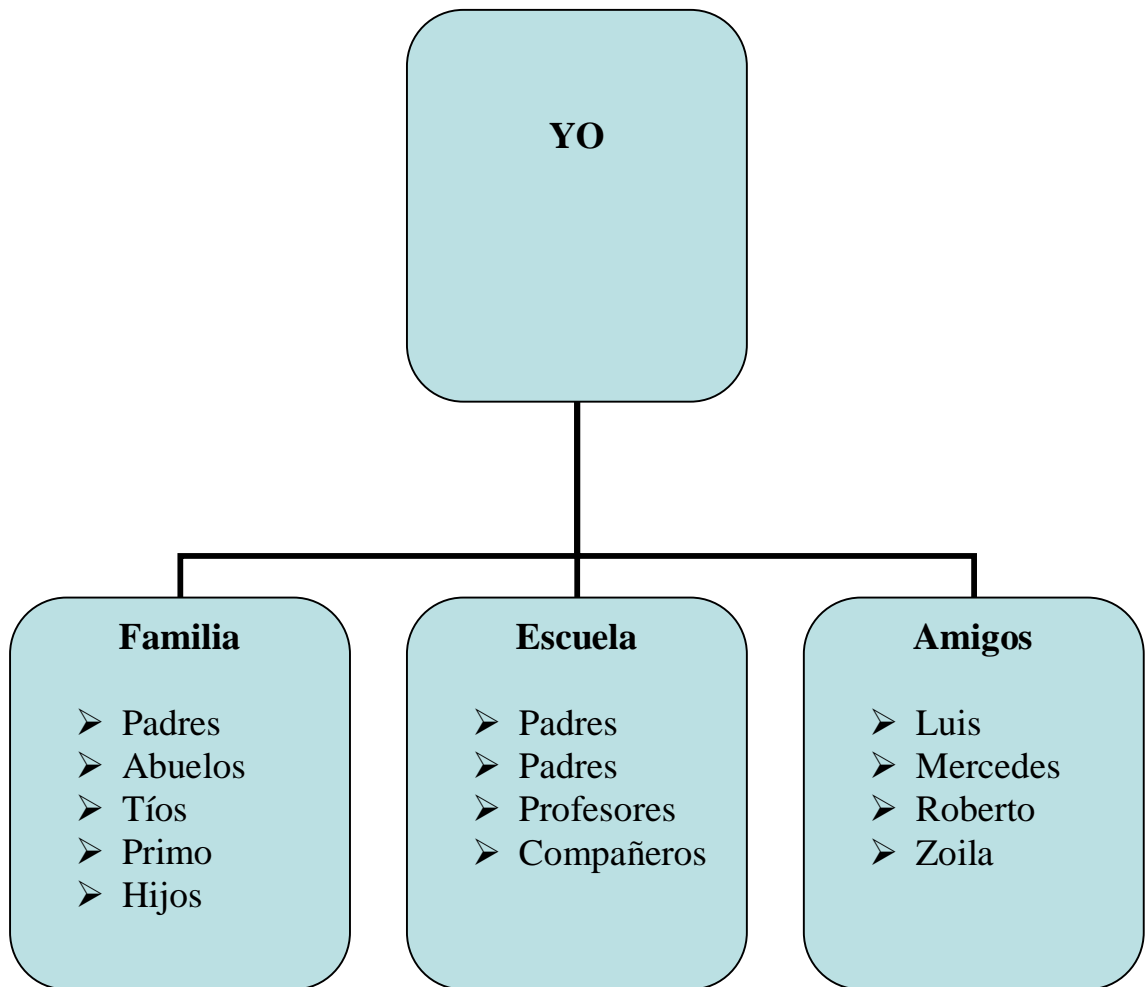 YO
Familia
➢ Padres
➢ Abuelos
➢ Tíos
➢ Primo
➢ Hijos
Escuela
➢ Padres
➢ Padres
➢ Profesores
➢ Compañeros
Amigos
➢ Luis
➢ Mercedes
➢ Roberto
➢ Zoila